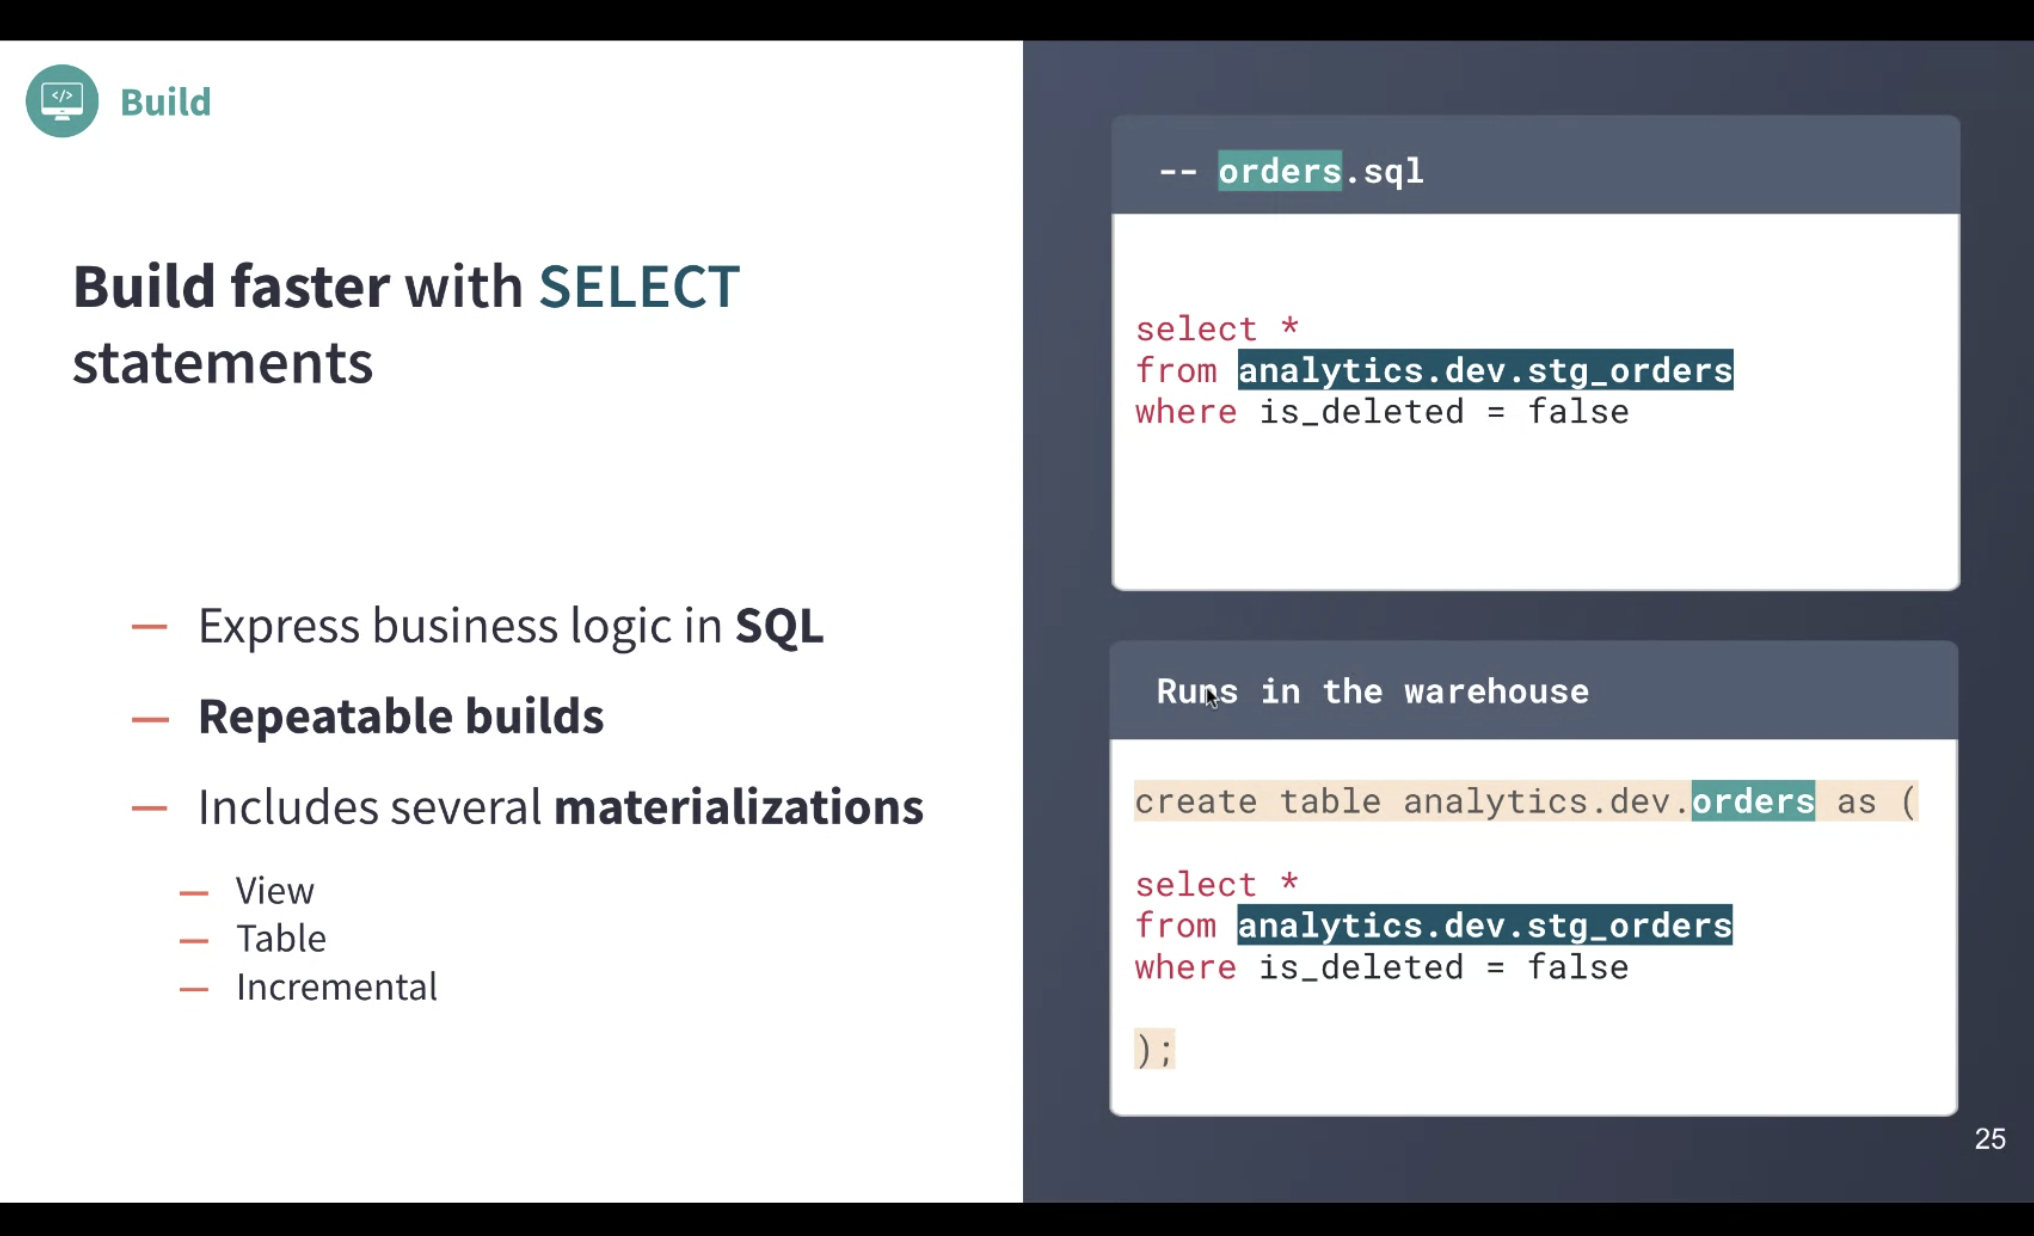 </>
Build
Build faster with SELECT
statements
— Express business logic in SQL
— Repeatable builds
— Includes several materializations
— View
— Table
— Incremental
-- orders.sql
select *
from analytics.dev.stg_orders
where is_deleted = false
Runs in the warehouse
create table analytics.dev.orders as (
select *
from analytics.dev.stg_orders
where is_deleted = false
);
25